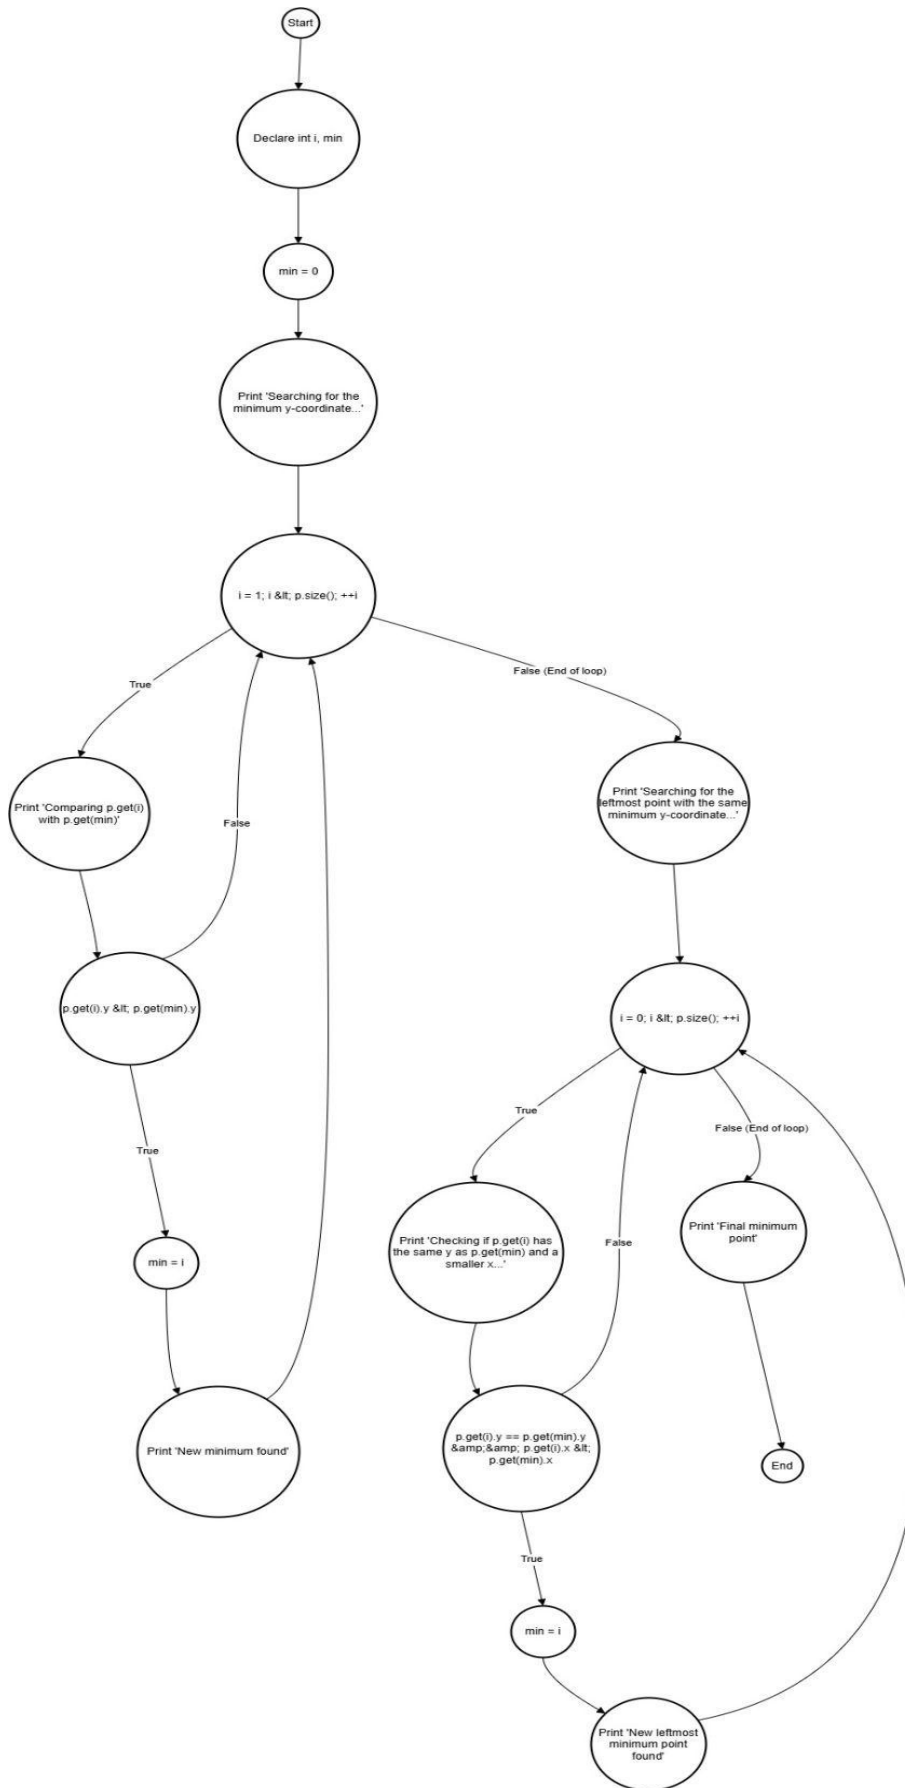 Start
Declare int i, min
min = 0
Print 'Searching for the
minimum y-coordinate...'
i = 1; i &lt; p.size(); ++i
True
False (End of loop)
Print 'Comparing p.get(i)
with p.get(min)'
False
p.get(i).y &lt; p.get(min).y
True
min = i
Print 'New minimum found'
Print 'Searching for the
leftmost point with the same
minimum y-coordinate...'
i = 0; i &lt; p.size(); ++i
True
False (End of loop)
Print 'Checking if p.get(i) has
the same y as p.get(min) and a
smaller x...'
False
Print 'Final minimum
point'
p.get(i).y == p.get(min).y
&amp;&amp; p.get(i).x &lt;
p.get(min).x
End
True
min = i
Print 'New leftmost
minimum point
found'